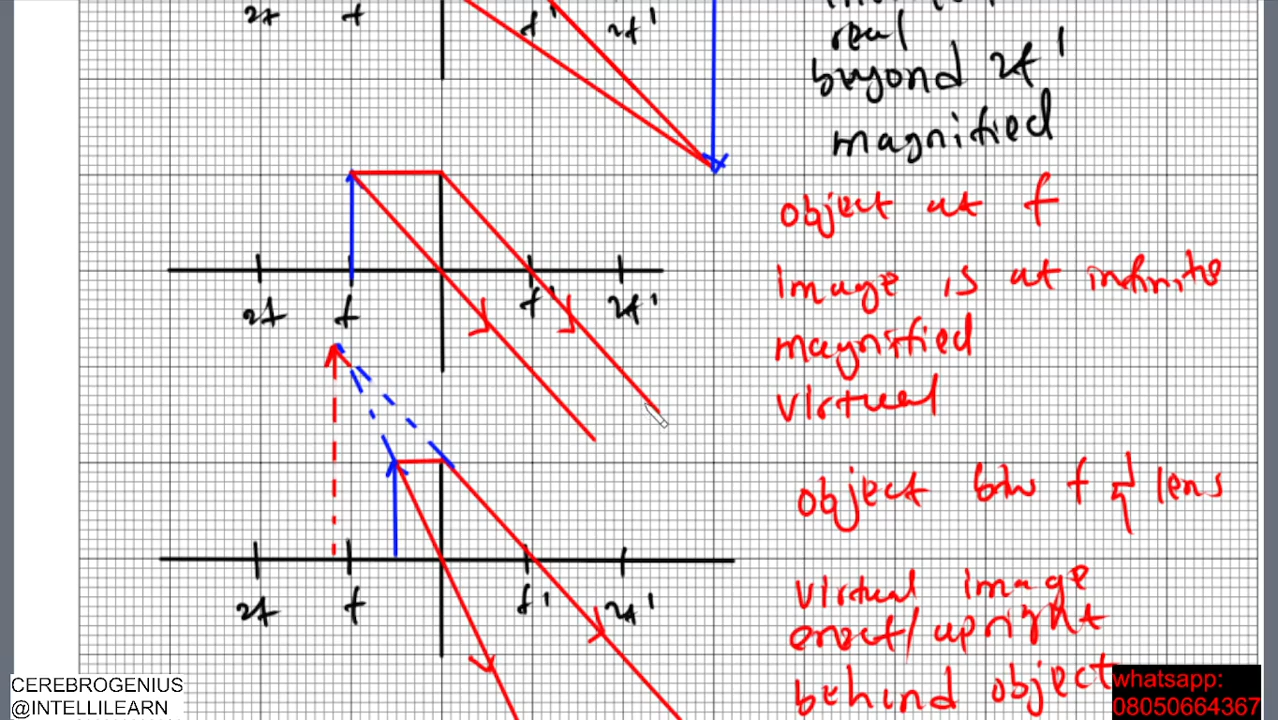 2f f f' 2f'
real
beyond 2f'
magnified
object at f
image is at infinite
magnified
virtual
2f f f' 2f'
object btw f & lens
virtual image
erect/upright
behind object
2f f f' 2f'
CEREBROGENIUS
@INTELLILEARN
whatsapp:
08050664367